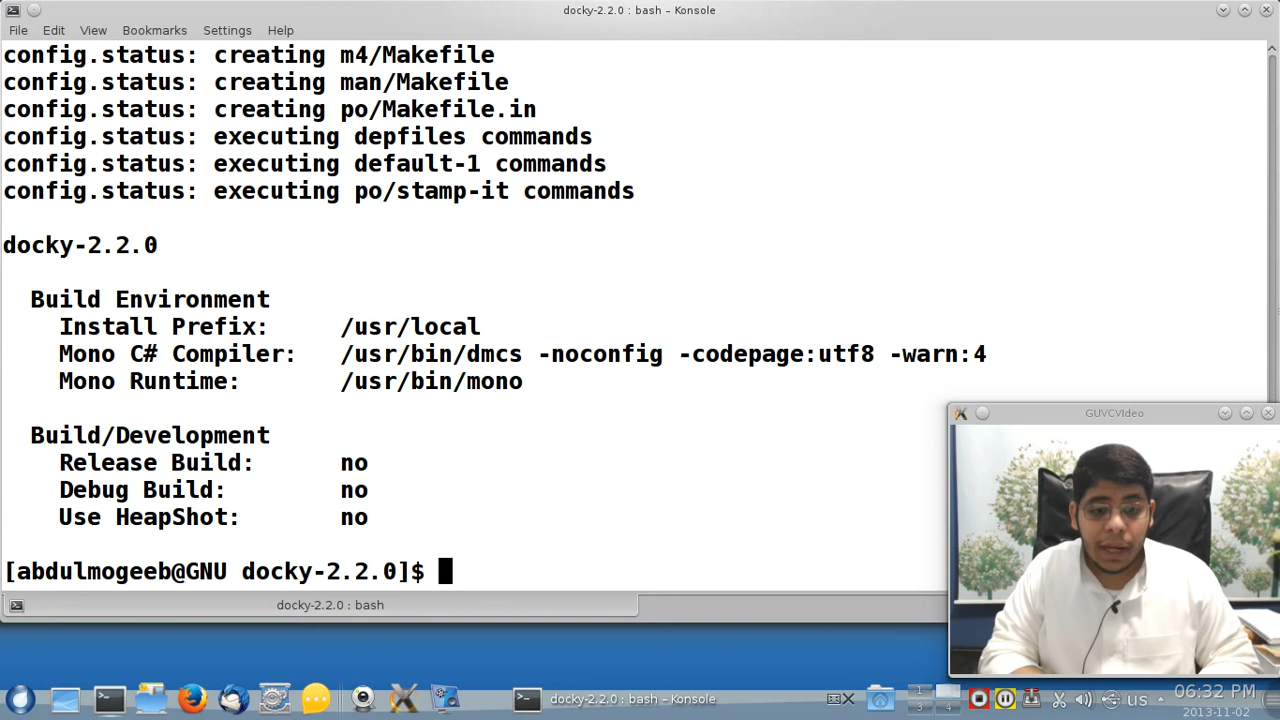 docky-2.2.0 : bash – Konsole
File Edit View Bookmarks Settings Help
config.status: creating m4/Makefile
config.status: creating man/Makefile
config.status: creating po/Makefile.in
config.status: executing depfiles commands
config.status: executing default-1 commands
config.status: executing po/stamp-it commands
docky-2.2.0
Build Environment
Install Prefix: /usr/local
Mono C# Compiler: /usr/bin/dmcs -noconfig -codepage:utf8 -warn:4
Mono Runtime: /usr/bin/mono
Build/Development
Release Build: no
Debug Build: no
Use HeapShot: no
[abdulmogeeb@GNU docky-2.2.0]$
docky-2.2.0 : bash
GUVCVIdeo
docky-2.2.0 : bash – Konsole
1
3 4
us
06:32 PM
2013-11-02